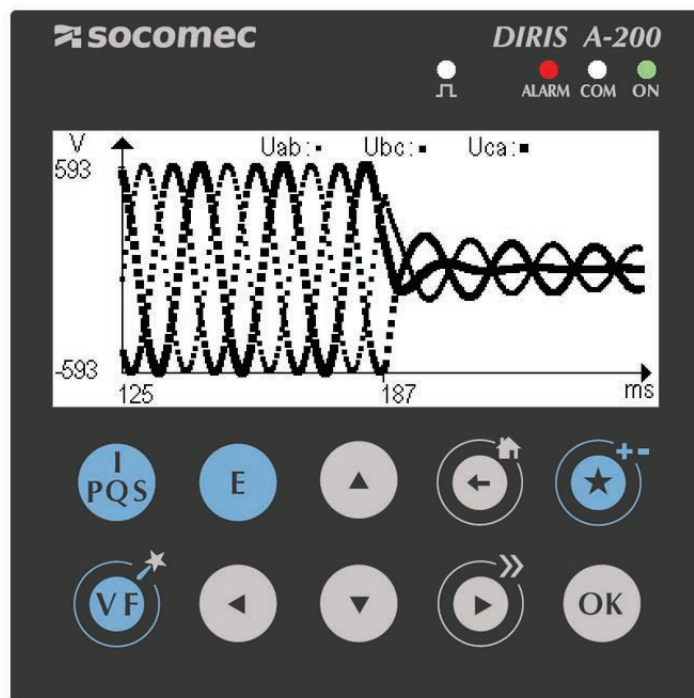 socomec
DIRIS A-200
ALARM COM ON
V
Uab: Ubc: Uca:
593
-593
125 187 ms
I
PQS
E
VF
OK